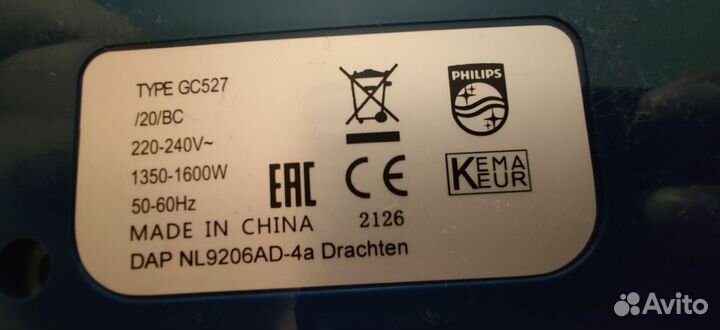 TYPE GC527
/20/BC
220-240V~
1350-1600W
50-60Hz
MADE IN CHINA
DAP NL9206AD-4a Drachten
EAC
CE
2126
PHILIPS
KEMA
KEUR
Avito